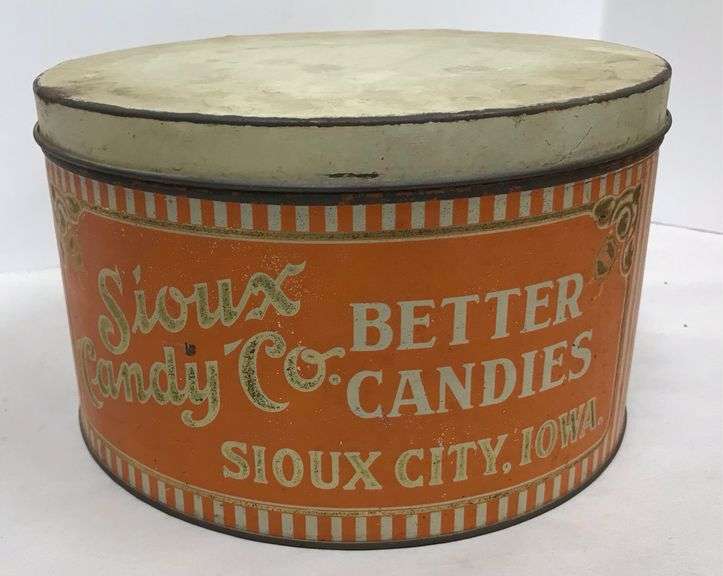 Sioux
Candy Co.
BETTER
CANDIES
SIOUX CITY, IOWA.